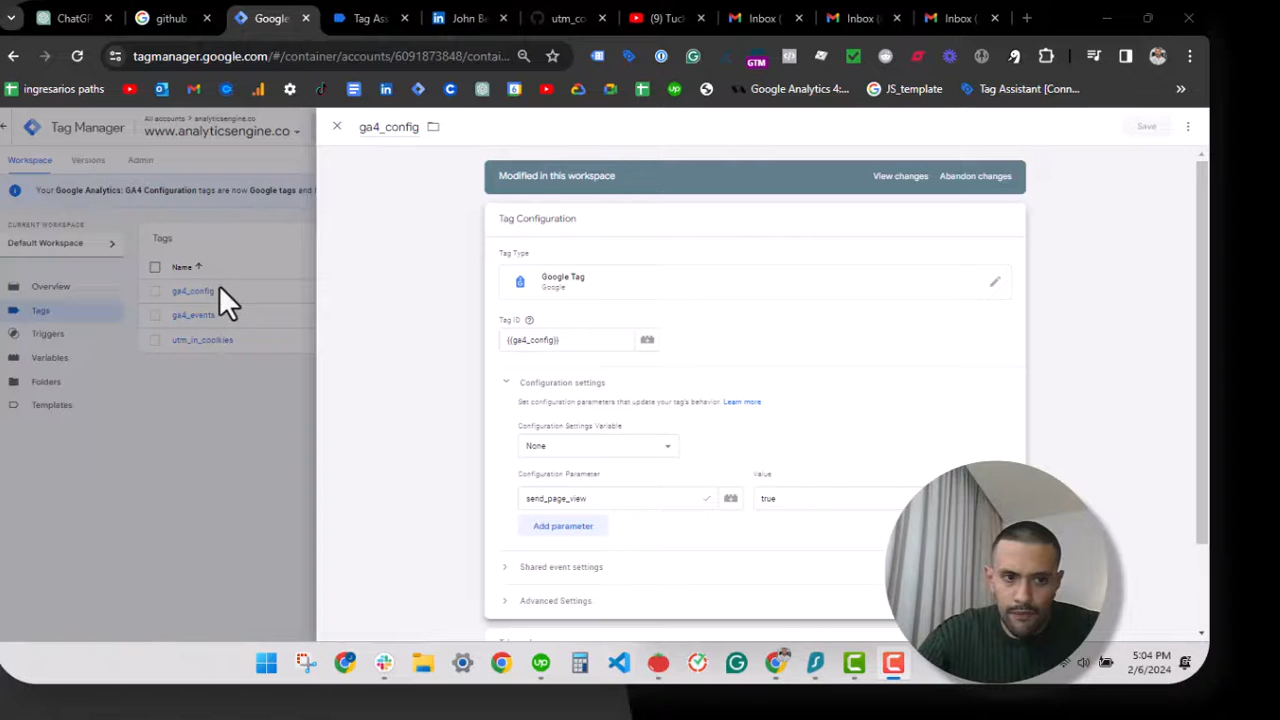 ChatGP
github
Google
Tag Ass
John Be
utm_co
(9) Tuc
Inbox (
Inbox (
Inbox (
tagmanager.google.com/#/container/accounts/6091873848/contai...
GTM
ingresarios paths
Google Analytics 4:...
JS_template
Tag Assistant [Conn...
Tag Manager
All accounts > analyticsengine.co
www.analyticsengine.co
ga4_config
Save
Workspace
Versions
Admin
Your Google Analytics: GA4 Configuration tags are now Google tags and
Modified in this workspace
View changes
Abandon changes
CURRENT WORKSPACE
Default Workspace
Tags
Name
ga4_config
ga4_events
utm_in_cookies
Overview
Tags
Triggers
Variables
Folders
Templates
Tag Configuration
Tag Type
Google Tag
Google
Tag ID
{{ga4_config}}
Configuration settings
Set configuration parameters that update your tag's behavior. Learn more
Configuration Settings Variable
None
Configuration Parameter
Value
send_page_view
true
Add parameter
Shared event settings
Advanced Settings
5:04 PM
2/6/2024